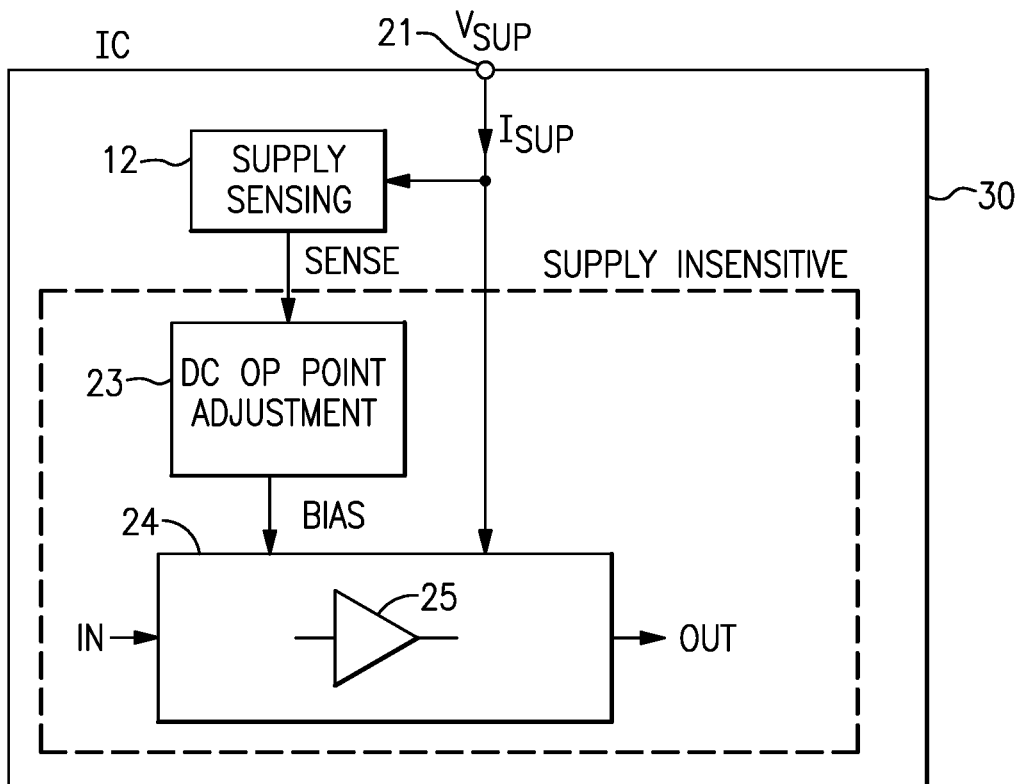 IC
21
VSUP
ISUP
12
SUPPLY
SENSING
30
SENSE
SUPPLY INSENSITIVE
23
DC OP POINT
ADJUSTMENT
24
BIAS
25
IN
OUT